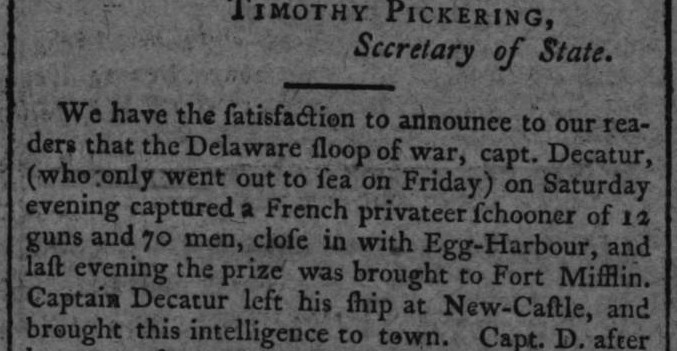 TIMOTHY PICKERING,
Secretary of State.
We have the ſatisfaction to announce to our rea-
ders that the Delaware ſloop of war, capt. Decatur,
(who only went out to ſea on Friday) on Saturday
evening captured a French privateer ſchooner of 12
guns and 70 men, cloſe in with Egg-Harbour, and
laſt evening the prize was brought to Fort Mifflin.
Captain Decatur left his ſhip at New-Caſtle, and
brought this intelligence to town. Capt. D. after